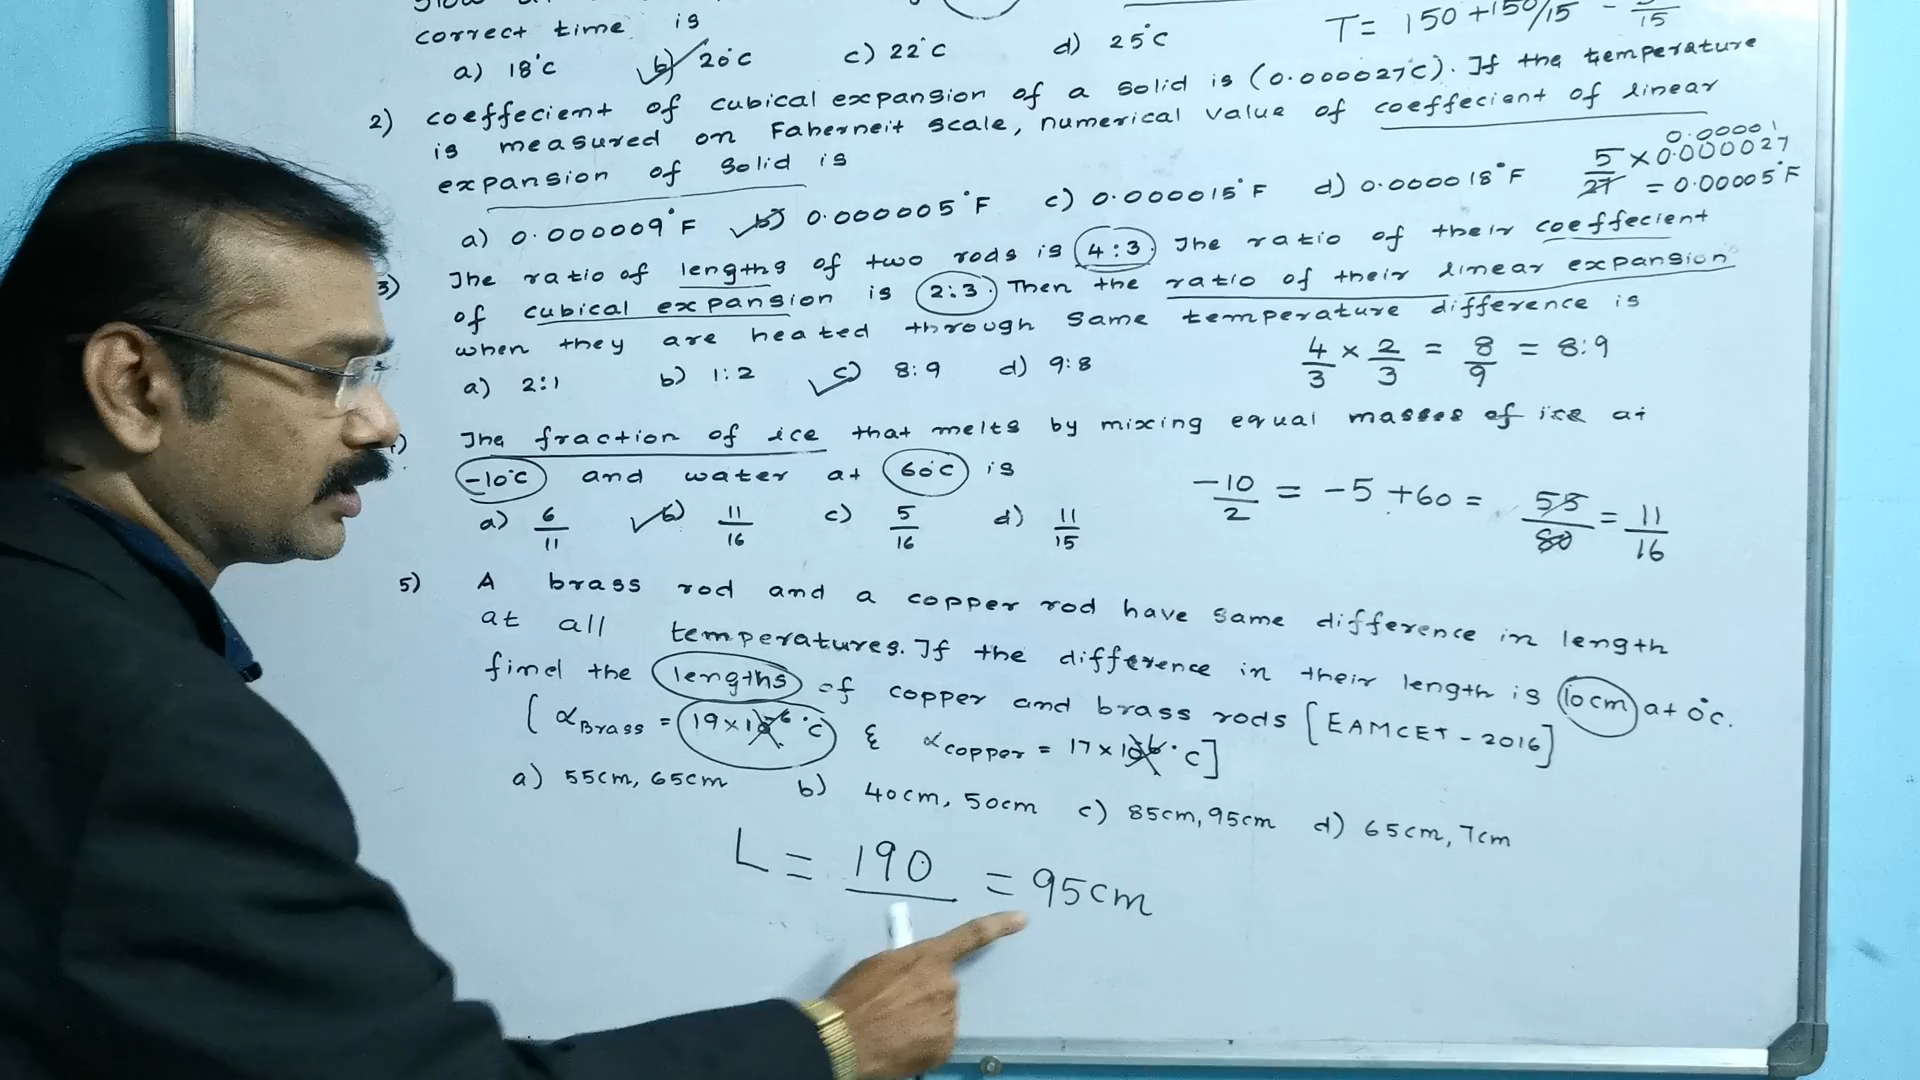 correct time is
T= 150 +150/15 - /15
a) 18°c b) 20°c c) 22°c d) 25°c
2) coeffecient of cubical expansion of a solid is (0.000027c). If the temperature
is measured on Faherneit scale, numerical value of coeffecient of linear
expansion of solid is
5/27 × 0.000027 0.00001
= 0.00005°F
a) 0.000009°F b) 0.000005°F c) 0.000015°F d) 0.000018°F
3) The ratio of lengths of two rods is 4:3. The ratio of their coeffecient
of cubical expansion is 2:3. Then the ratio of their linear expansion
when they are heated through same temperature difference is
a) 2:1 b) 1:2 c) 8:9 d) 9:8
4/3 × 2/3 = 8/9 = 8:9
) The fraction of ice that melts by mixing equal masses of ice at
-10°c and water at 60°c is
-10/2 = -5 +60 = 55/80 = 11/16
a) 6/11 b) 11/16 c) 5/16 d) 11/15
5) A brass rod and a copper rod have same difference in length
at all temperatures. If the difference in their length is 10cm at 0°c.
find the lengths of copper and brass rods [EAMCET-2016]
[αBrass = 19×10-6°c & αcopper = 17×10-6°c]
a) 55cm, 65cm b) 40cm, 50cm c) 85cm, 95cm d) 65cm, 7cm
L = 190 = 95cm